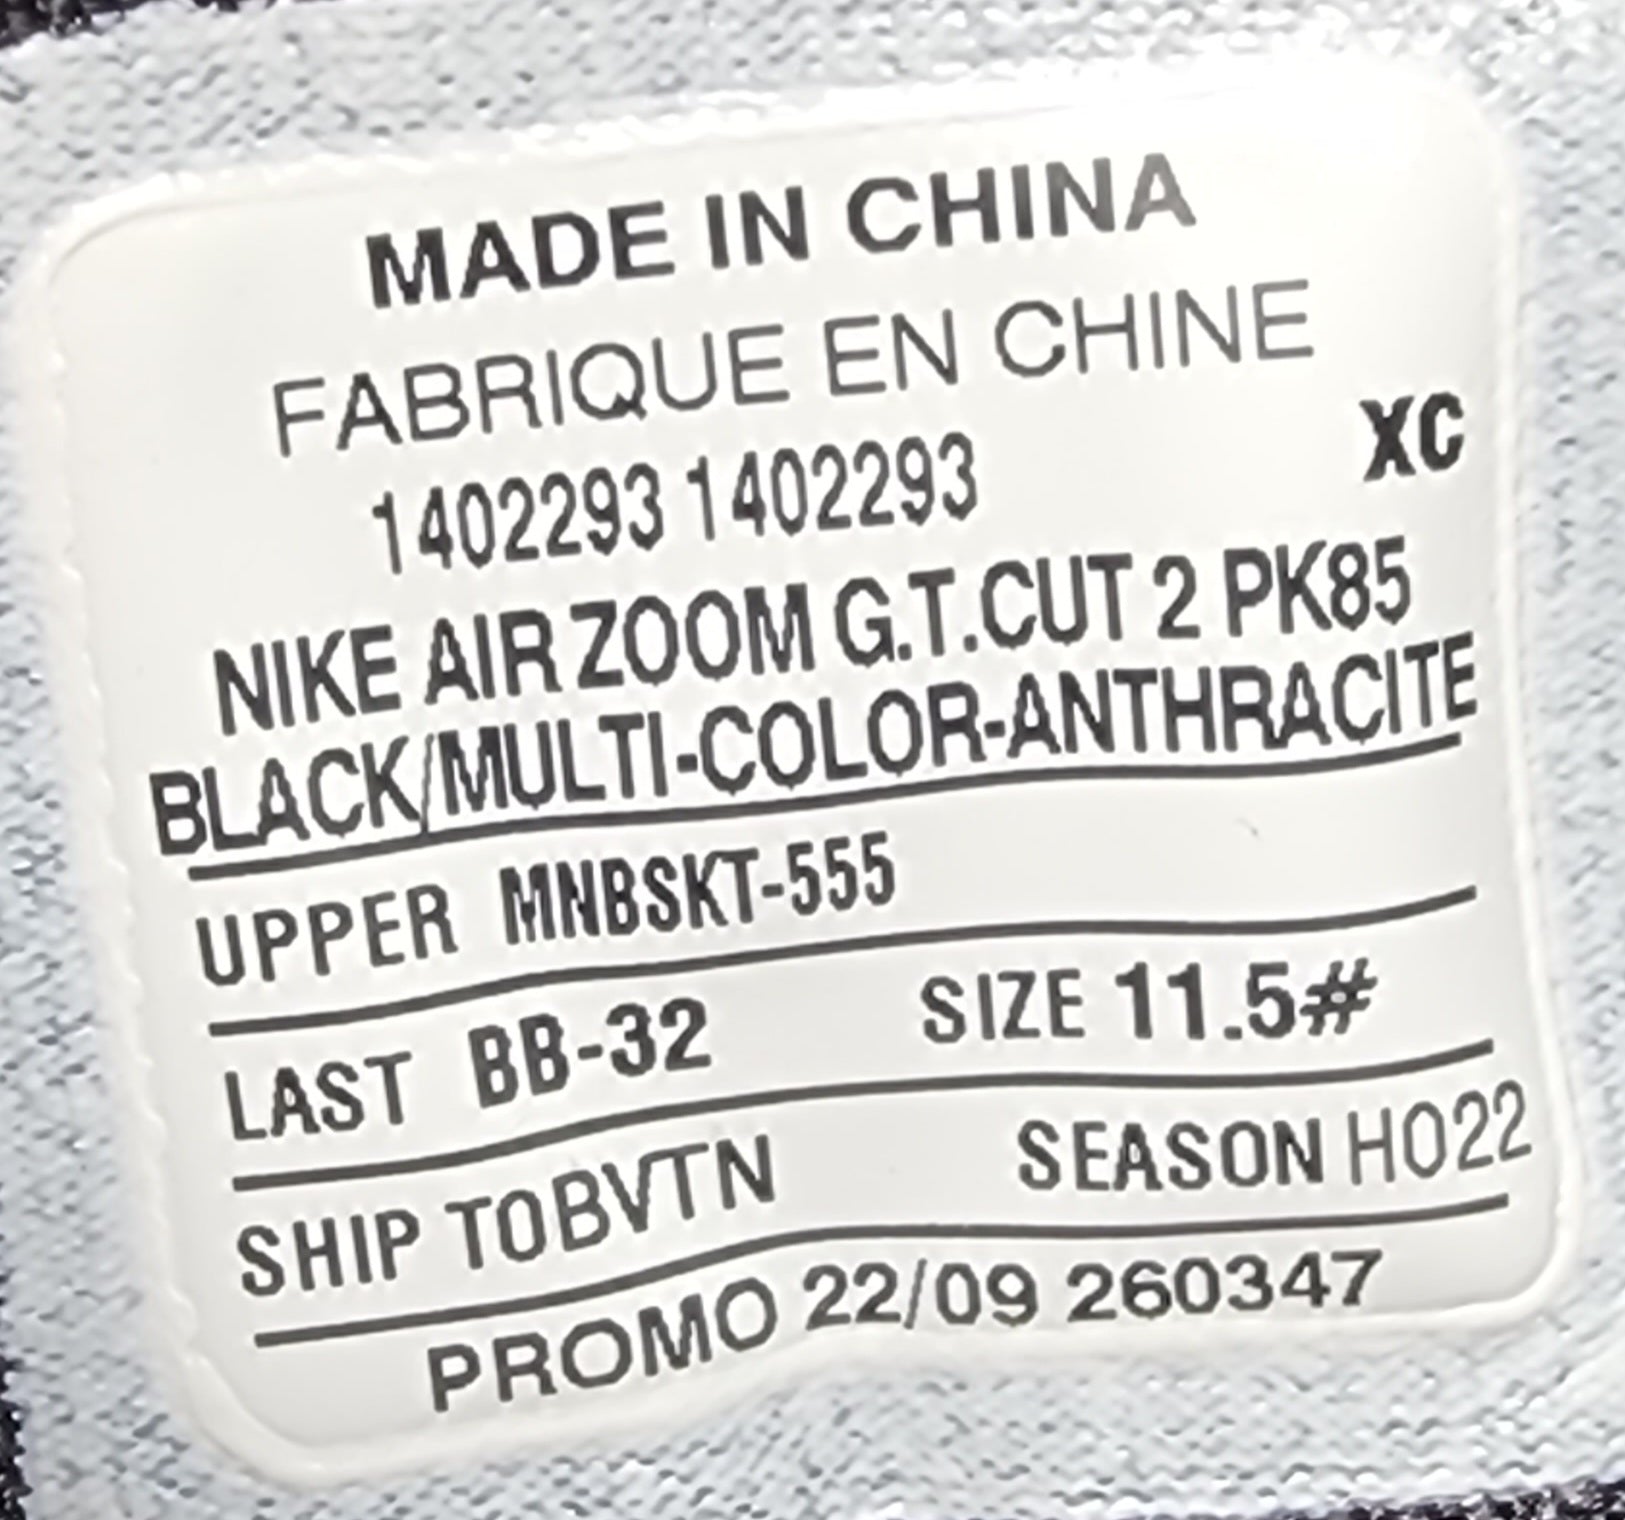 MADE IN CHINA
FABRIQUE EN CHINE
XC
1402293 1402293
NIKE AIR ZOOM G.T.CUT 2 PK85
BLACK/MULTI-COLOR-ANTHRACITE
UPPER MNBSKT-555
LAST BB-32 SIZE 11.5#
SHIP TOBVTN SEASON HO22
PROMO 22/09 260347